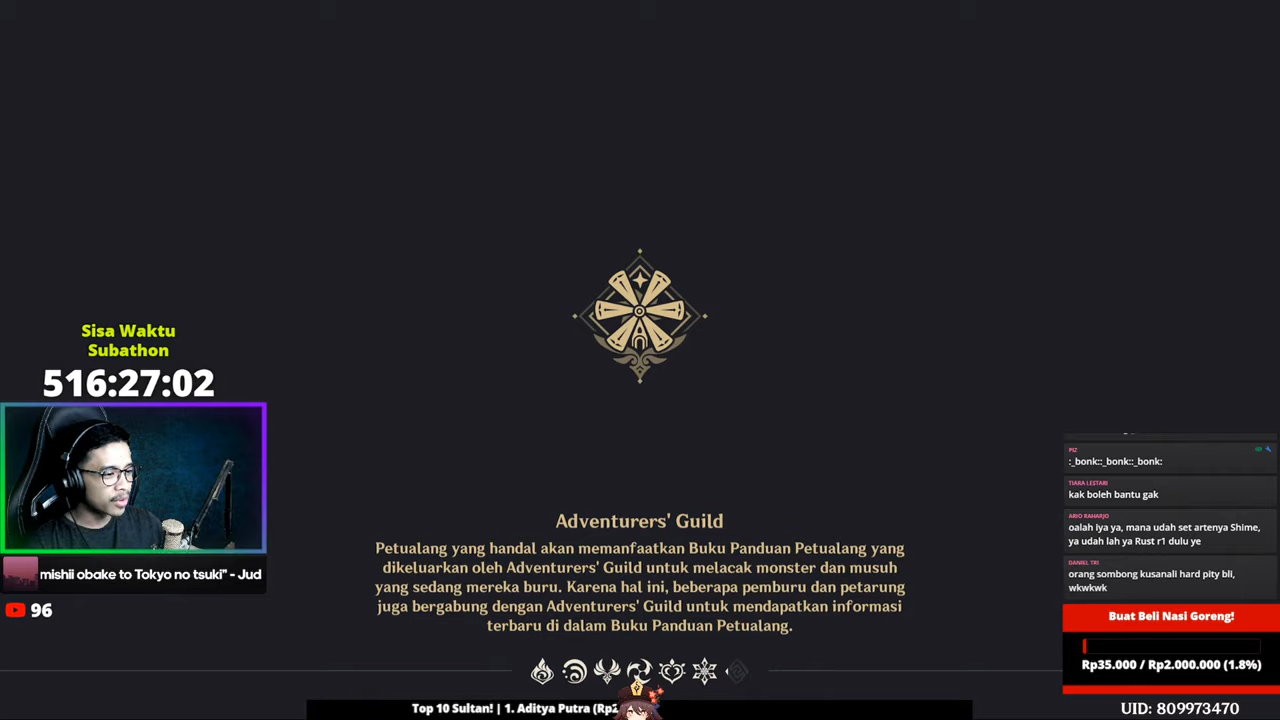 Sisa Waktu
Subathon
516:27:02
mishii obake to Tokyo no tsuki" - Jud
96
Adventurers' Guild
Petualang yang handal akan memanfaatkan Buku Panduan Petualang yang
dikeluarkan oleh Adventurers' Guild untuk melacak monster dan musuh
yang sedang mereka buru. Karena hal ini, beberapa pemburu dan petarung
juga bergabung dengan Adventurers' Guild untuk mendapatkan informasi
terbaru di dalam Buku Panduan Petualang.
PIZ
:_bonk::_bonk::_bonk:
TIARA LESTARI
kak boleh bantu gak
ARIO RAHARJO
oalah Iya ya, mana udah set artenya Shime,
ya udah lah ya Rust r1 dulu ye
DANIEL TRI
orang sombong kusanali hard pity bli,
wkwkwk
Buat Beli Nasi Goreng!
Rp35.000 / Rp2.000.000 (1.8%)
Top 10 Sultan! | 1. Aditya Putra (Rp2
UID: 809973470